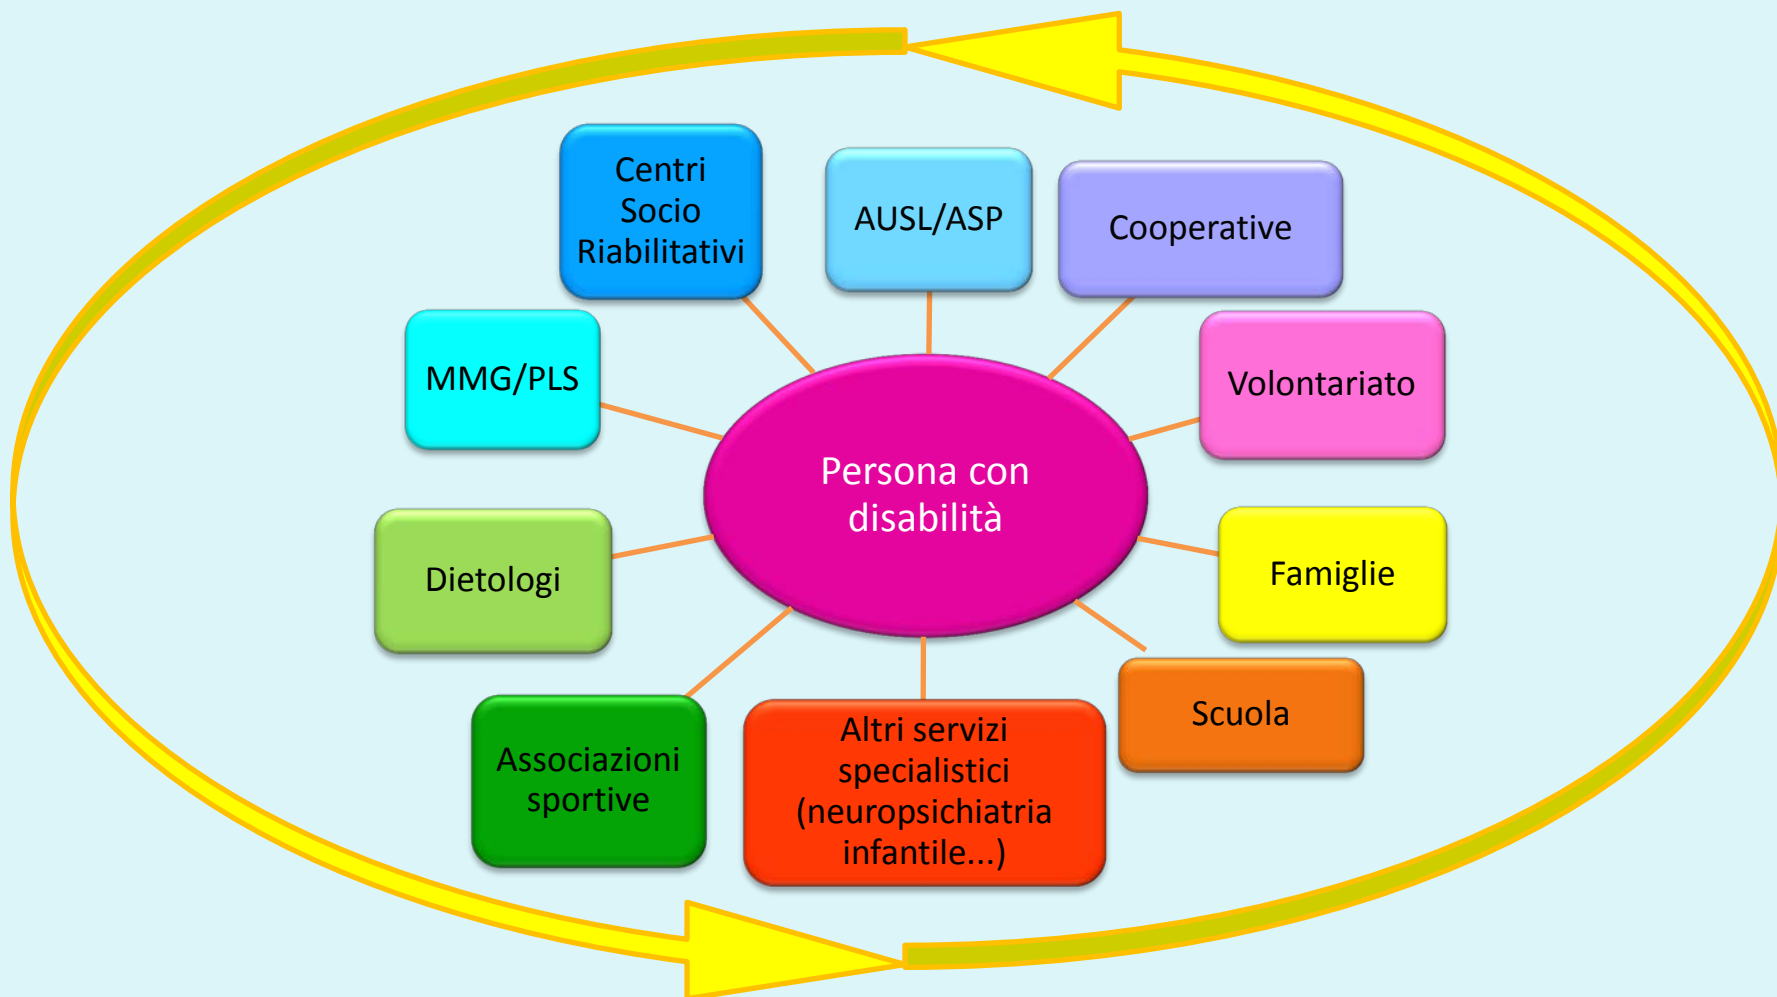 Centri
Socio
Riabilitativi
AUSL/ASP
Cooperative
MMG/PLS
Volontariato
Persona con
disabilità
Dietologi
Famiglie
Associazioni
sportive
Altri servizi
specialistici
(neuropsichiatria
infantile...)
Scuola